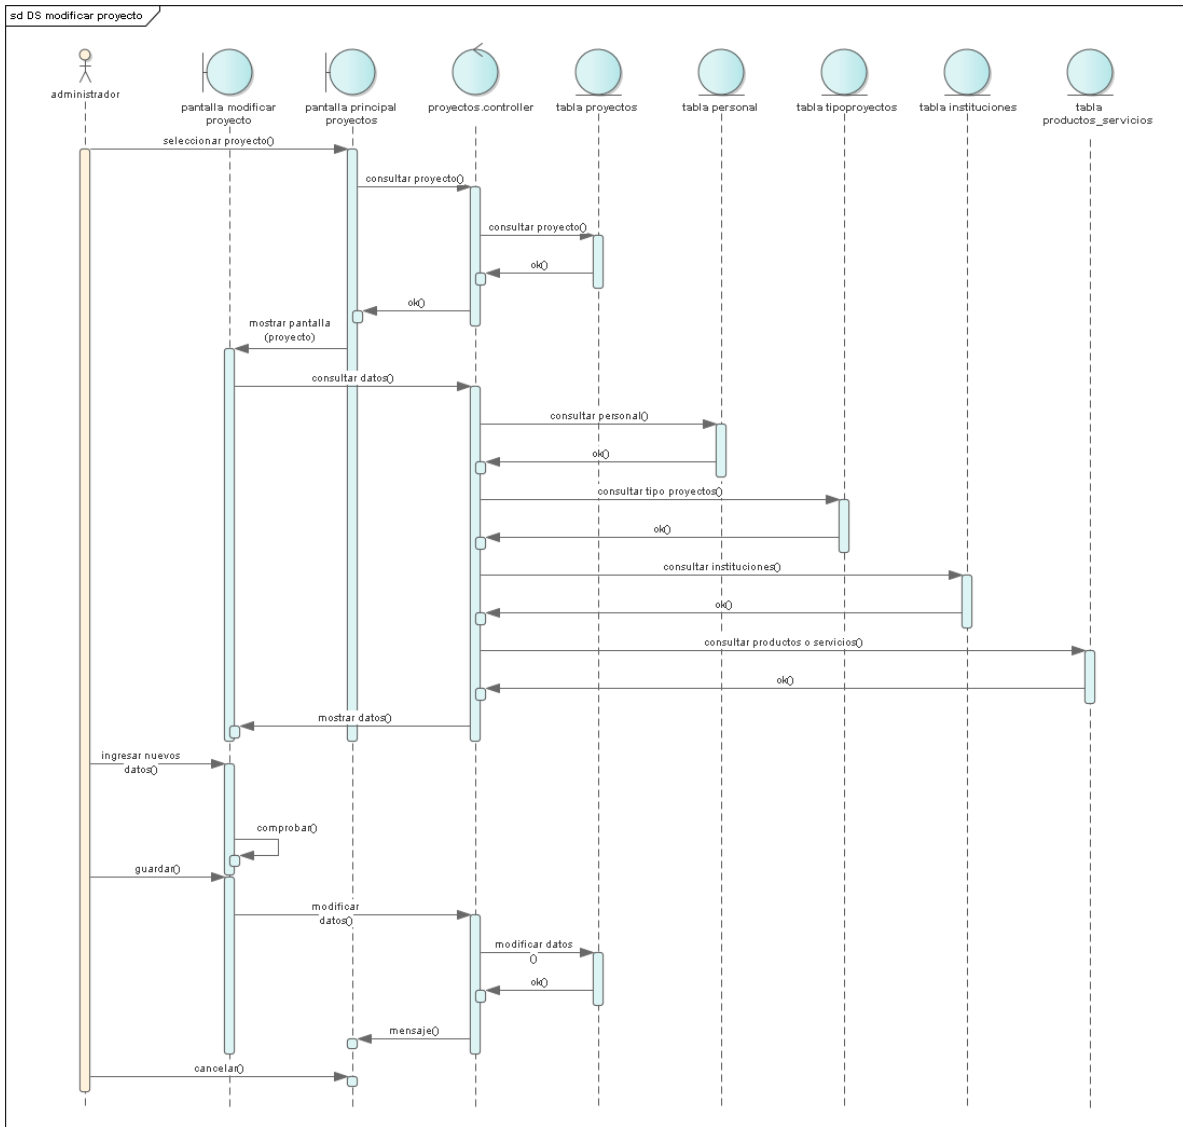 sd DS modificar proyecto
administrador
pantalla modificar
proyecto
pantalla principal
proyectos
proyectos.controller
tabla proyectos
tabla personal
tabla tipoproyectos
tabla instituciones
tabla
productos_servicios
seleccionar proyecto()
consultar proyecto()
consultar proyecto()
ok()
ok()
mostrar pantalla
(proyecto)
consultar datos()
consultar personal()
ok()
consultar tipo proyectos()
ok()
consultar instituciones()
ok()
consultar productos o servicios()
ok()
mostrar datos()
ingresar nuevos
datos()
comprobar()
guardar()
modificar
datos()
modificar datos
()
ok()
mensaje()
cancelar()